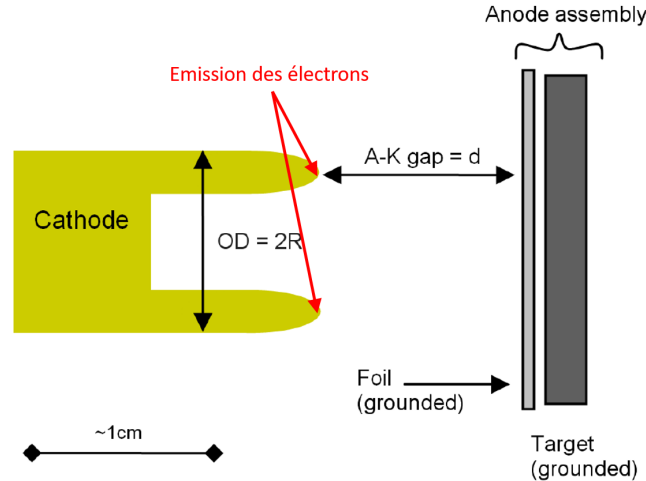 Anode assembly
Emission des électrons
A-K gap = d
Cathode
OD = 2R
Foil
(grounded)
~1cm
Target
(grounded)